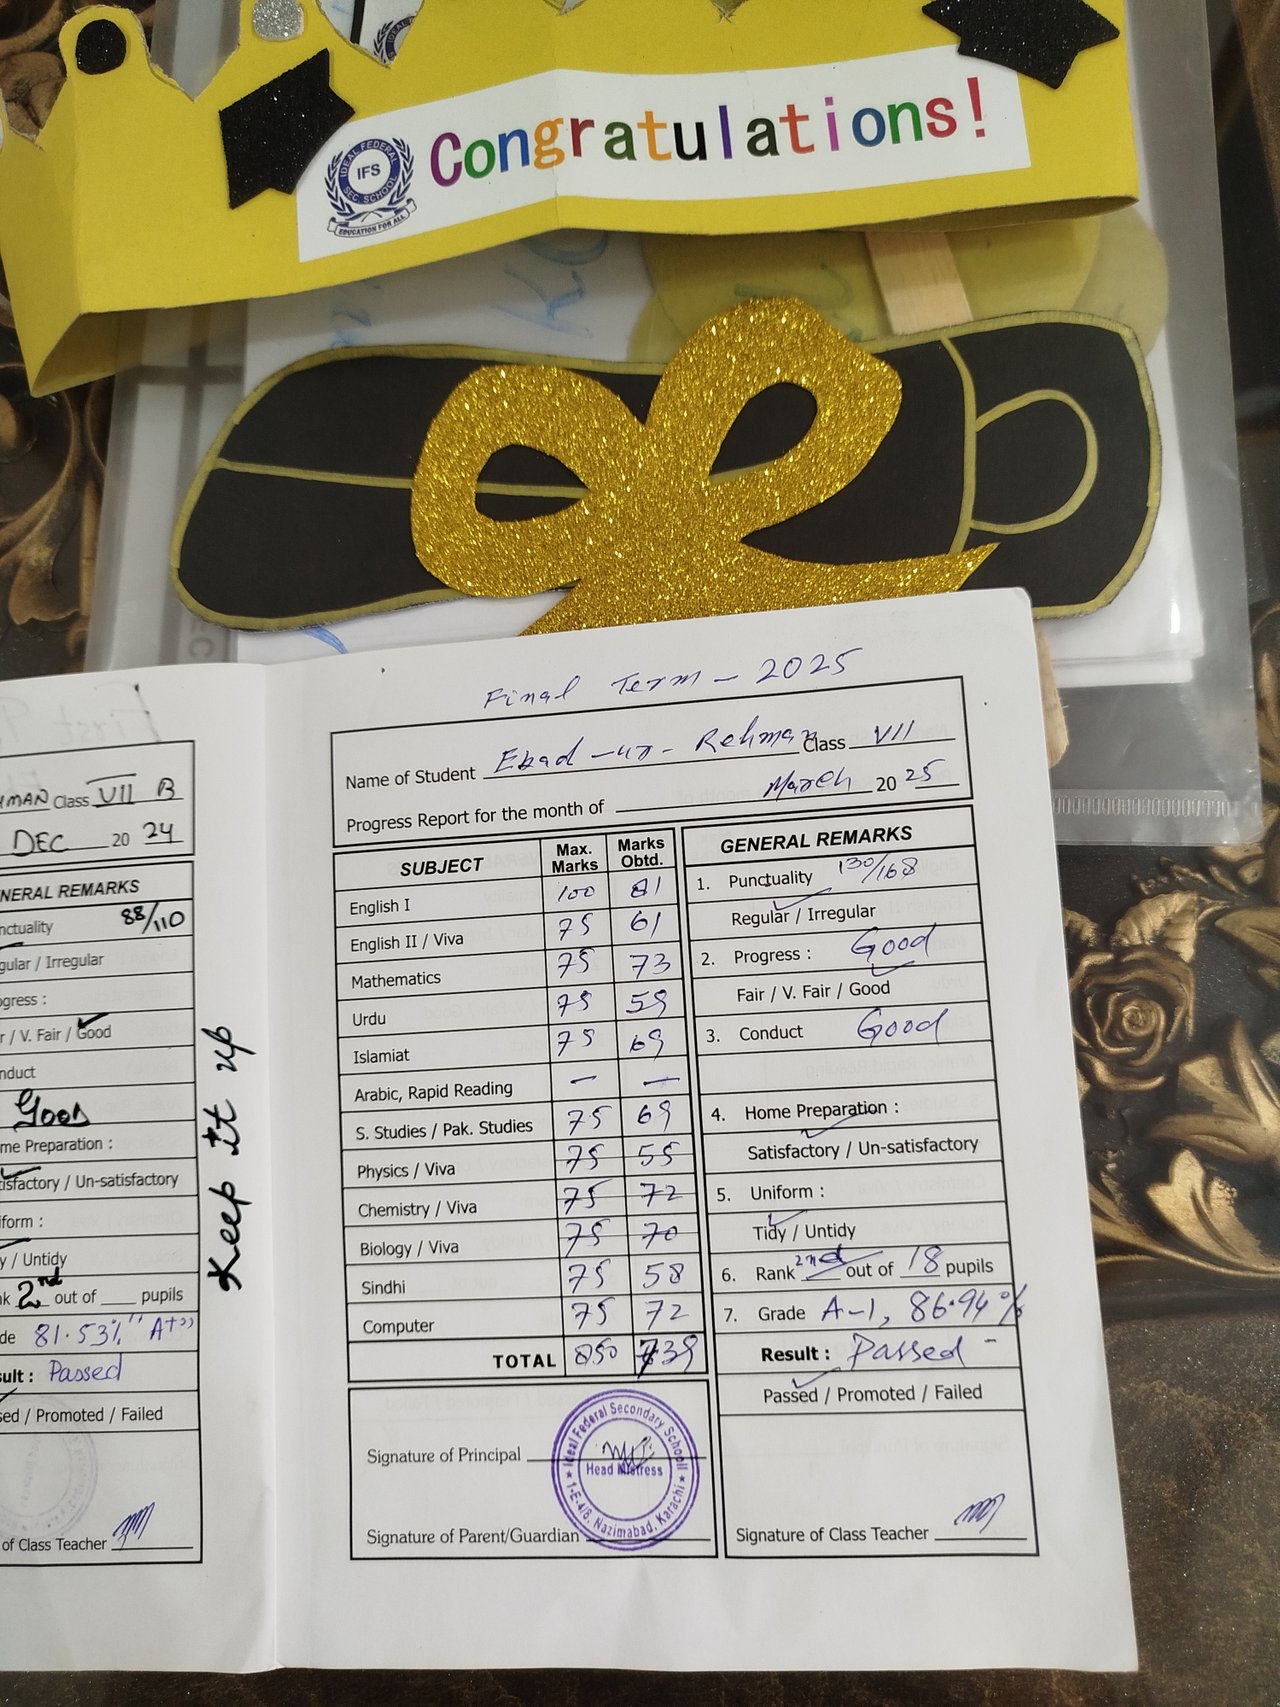 IDEAL FEDERAL
IFS
SEC. SCHOOL
EDUCATION FOR ALL
Congratulations!
MAN Class VII B
DEC 20 24
NERAL REMARKS
nctuality 88/110
gular / Irregular
ogress :
r / V. Fair / Good
nduct
Good
me Preparation :
tisfactory / Un-satisfactory
iform :
y / Untidy
nk 2nd out of ___ pupils
de 81.53% "A+"
sult : Passed
sed / Promoted / Failed
of Class Teacher
Keep it up
Final Term - 2025
Name of Student Ebad-ur-Rehman Class VII
Progress Report for the month of March 2025
SUBJECT Max. Marks Marks Obtd.
English I 100 81
English II / Viva 75 61
Mathematics 75 73
Urdu 75 59
Islamiat 75 69
Arabic, Rapid Reading — —
S. Studies / Pak. Studies 75 69
Physics / Viva 75 55
Chemistry / Viva 75 72
Biology / Viva 75 70
Sindhi 75 58
Computer 75 72
TOTAL 850 739
GENERAL REMARKS
1. Punctuality 130/168
Regular / Irregular
2. Progress : Good
Fair / V. Fair / Good
3. Conduct Good
4. Home Preparation :
Satisfactory / Un-satisfactory
5. Uniform :
Tidy / Untidy
6. Rank 2nd out of 18 pupils
7. Grade A-1, 86.94%
Result : Passed -
Passed / Promoted / Failed
Signature of Principal
Ideal Federal Secondary School
Head Mistress
1-E-4/8, Nazimabad, Karachi
Signature of Parent/Guardian
Signature of Class Teacher